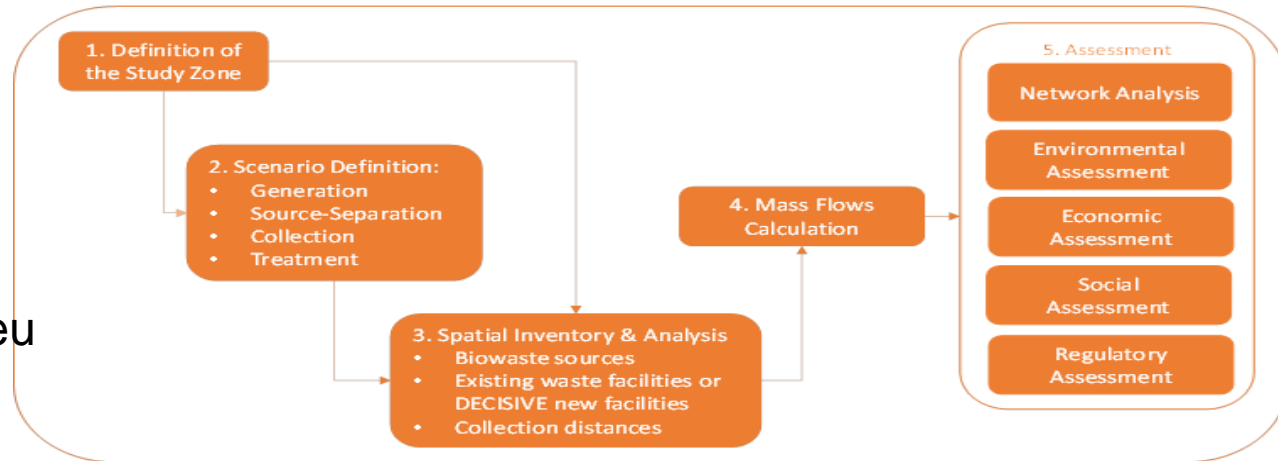 1. Definition of
the Study Zone
2. Scenario Definition:
• Generation
• Source-Separation
• Collection
• Treatment
eu
3. Spatial Inventory & Analysis
• Biowaste sources
• Existing waste facilities or
DECISIVE new facilities
• Collection distances
4. Mass Flows
Calculation
5. Assessment
Network Analysis
Environmental
Assessment
Economic
Assessment
Social
Assessment
Regulatory
Assessment